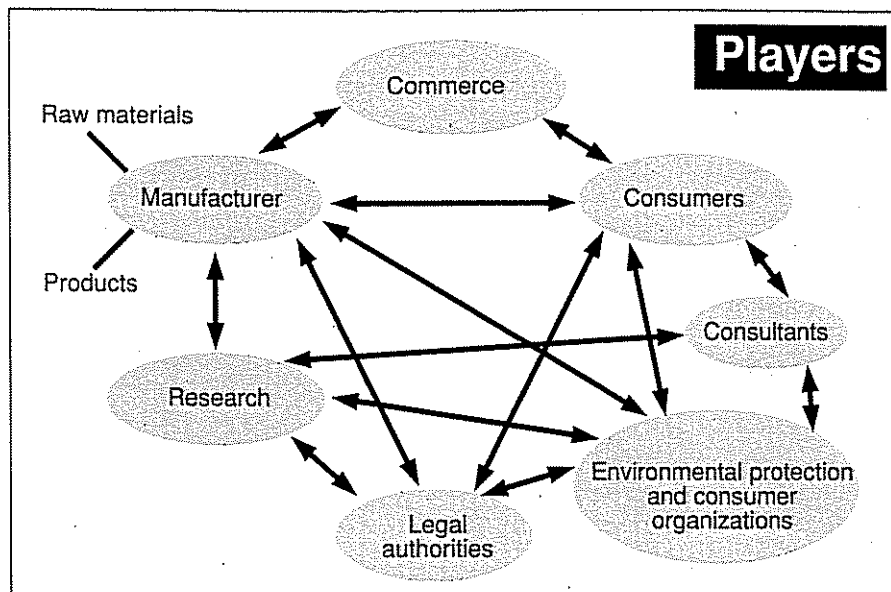 Players
Commerce
Raw materials
Manufacturer
Consumers
Products
Consultants
Research
Environmental protection
and consumer
organizations
Legal
authorities